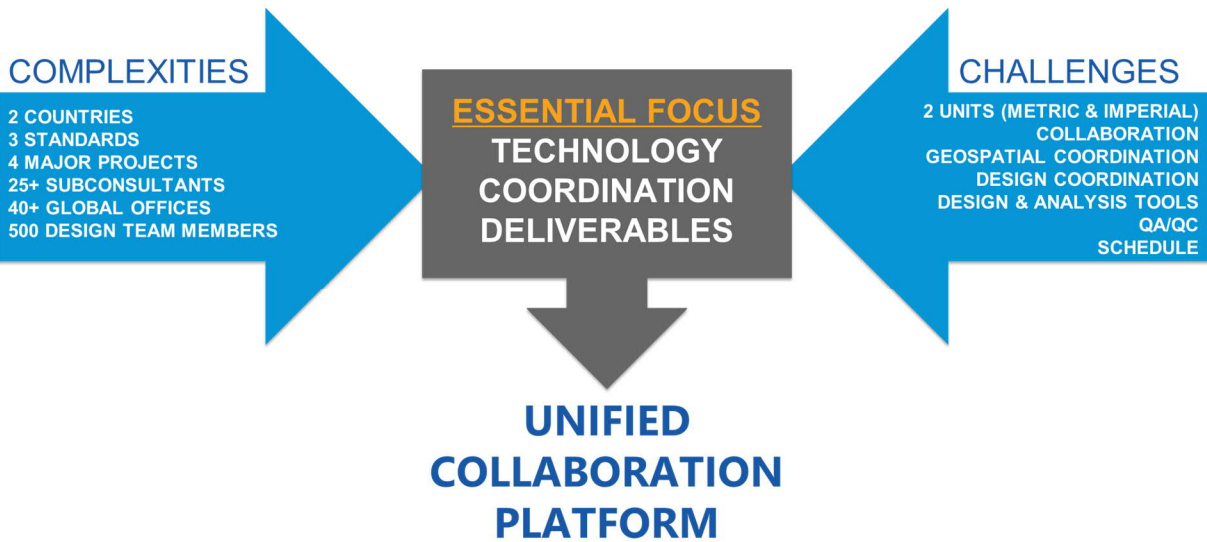 COMPLEXITIES
2 COUNTRIES
3 STANDARDS
4 MAJOR PROJECTS
25+ SUBCONSULTANTS
40+ GLOBAL OFFICES
500 DESIGN TEAM MEMBERS
ESSENTIAL FOCUS
TECHNOLOGY
COORDINATION
DELIVERABLES
CHALLENGES
2 UNITS (METRIC & IMPERIAL)
COLLABORATION
GEOSPATIAL COORDINATION
DESIGN COORDINATION
DESIGN & ANALYSIS TOOLS
QA/QC
SCHEDULE
UNIFIED
COLLABORATION
PLATFORM